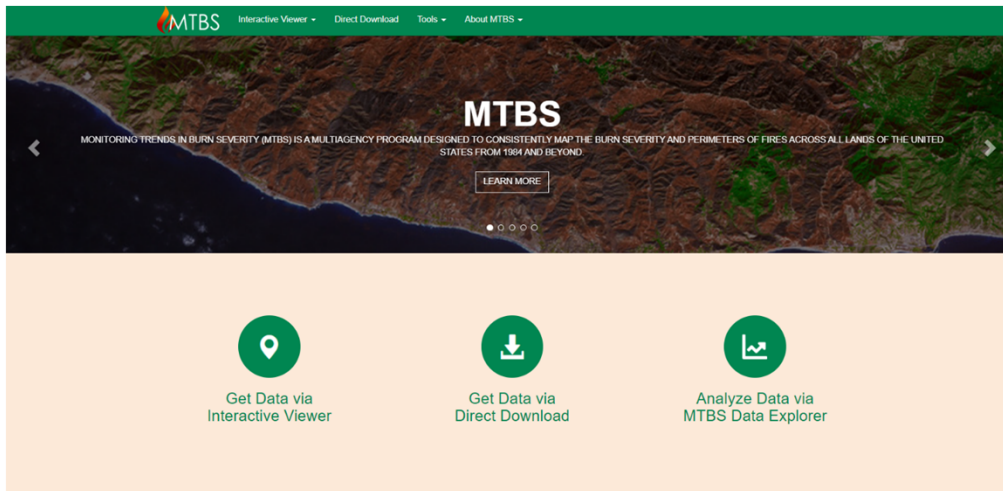 MTBS Interactive Viewer Direct Download Tools About MTBS
MTBS
MONITORING TRENDS IN BURN SEVERITY (MTBS) IS A MULTIAGENCY PROGRAM DESIGNED TO CONSISTENTLY MAP THE BURN SEVERITY AND PERIMETERS OF FIRES ACROSS ALL LANDS OF THE UNITED
STATES FROM 1984 AND BEYOND.
LEARN MORE
Get Data via
Interactive Viewer
Get Data via
Direct Download
Analyze Data via
MTBS Data Explorer